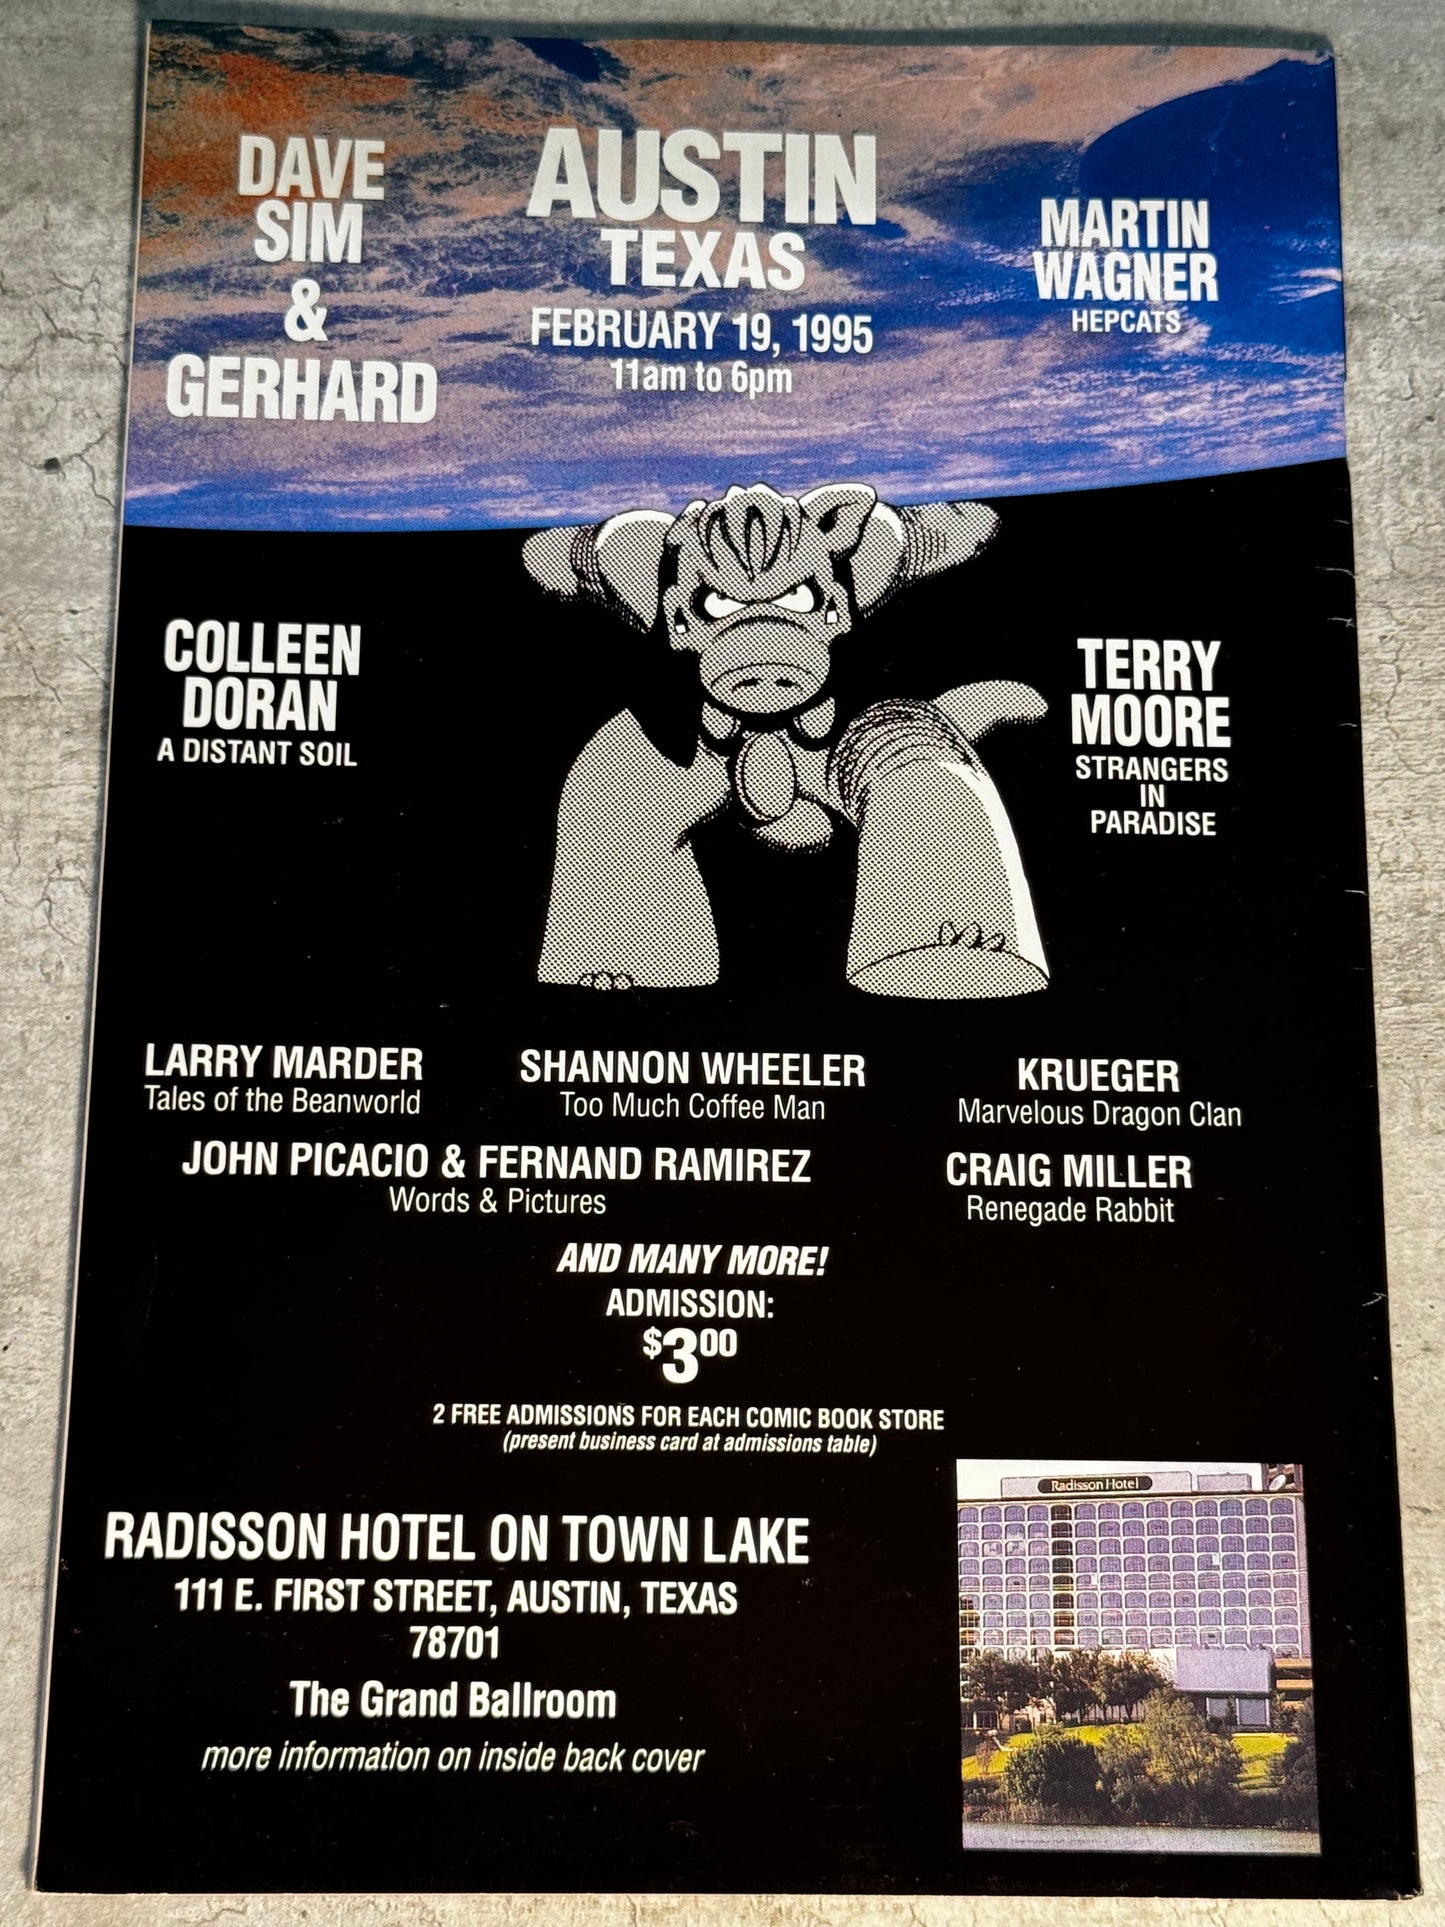 DAVE
SIM
&
GERHARD
AUSTIN
TEXAS
FEBRUARY 19, 1995
11am to 6pm
MARTIN
WAGNER
HEPCATS
COLLEEN
DORAN
A DISTANT SOIL
TERRY
MOORE
STRANGERS
IN
PARADISE
LARRY MARDER
Tales of the Beanworld
SHANNON WHEELER
Too Much Coffee Man
KRUEGER
Marvelous Dragon Clan
JOHN PICACIO & FERNAND RAMIREZ
Words & Pictures
CRAIG MILLER
Renegade Rabbit
AND MANY MORE!
ADMISSION:
$300
2 FREE ADMISSIONS FOR EACH COMIC BOOK STORE
(present business card at admissions table)
RADISSON HOTEL ON TOWN LAKE
111 E. FIRST STREET, AUSTIN, TEXAS
78701
The Grand Ballroom
more information on inside back cover
Radisson Hotel